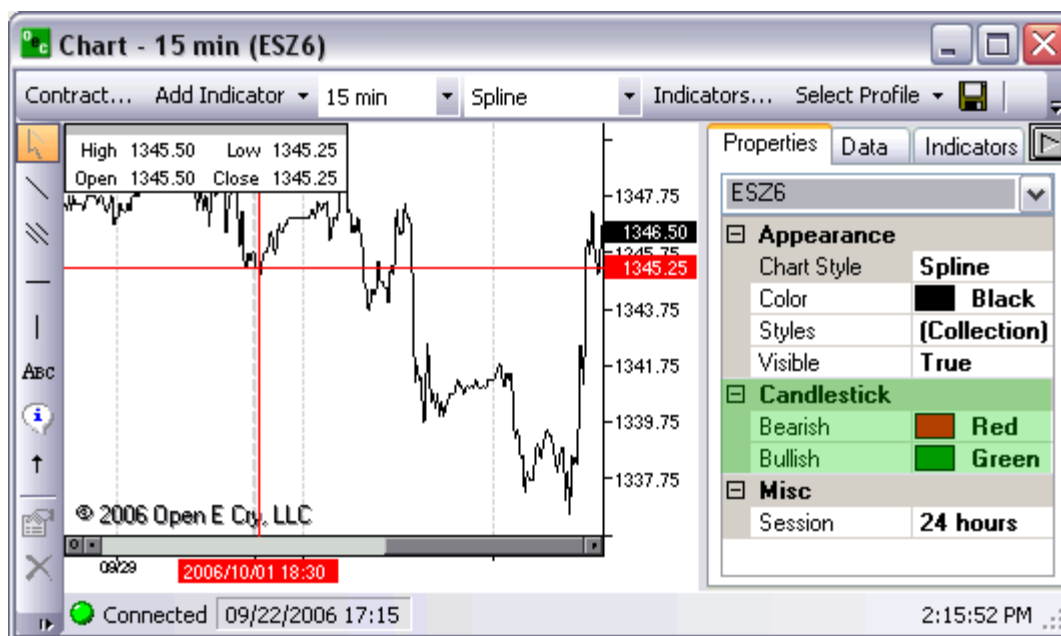 OeC Chart - 15 min (ESZ6)
Contract... Add Indicator 15 min Spline Indicators... Select Profile
High 1345.50 Low 1345.25
Open 1345.50 Close 1345.25
ABC
1347.75
1346.50
1345.75
1345.25
1343.75
1341.75
1339.75
1337.75
© 2006 Open E Cry, LLC
09/29 2006/10/01 18:30
Properties Data Indicators
ESZ6
Appearance
Chart Style Spline
Color Black
Styles (Collection)
Visible True
Candlestick
Bearish Red
Bullish Green
Misc
Session 24 hours
Connected 09/22/2006 17:15 2:15:52 PM